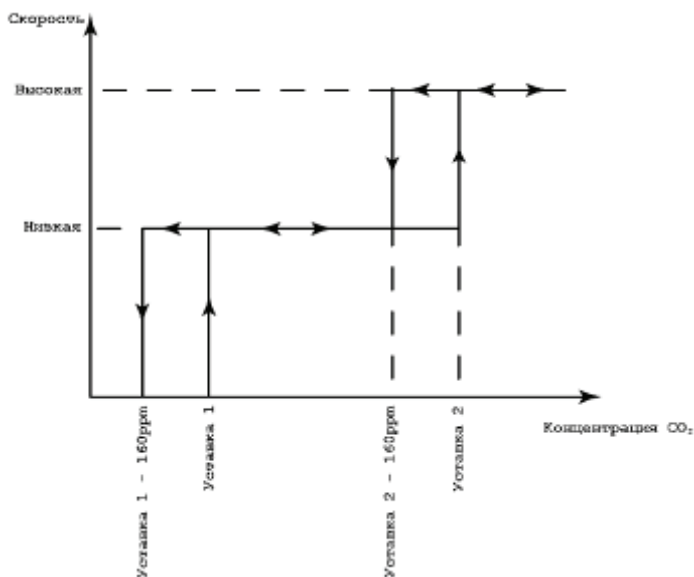 Скорость
Высокая
Низкая
Уставка 1 - 160ppm
Уставка 1
Уставка 2 - 160ppm
Уставка 2
Концентрация CO₂